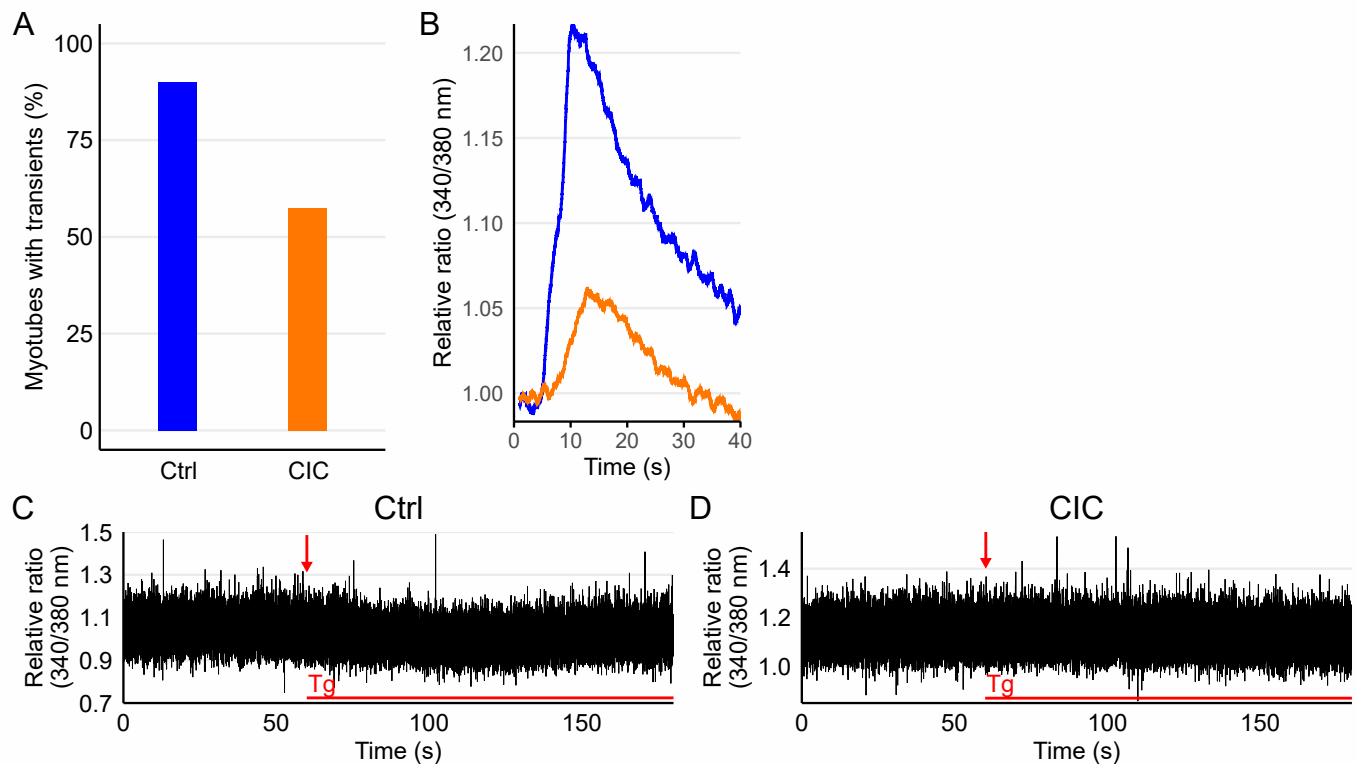 A
Myotubes with transients (%)
100
75
50
25
0
Ctrl
CIC
B
Relative ratio (340/380 nm)
1.20
1.15
1.10
1.05
1.00
0
10
20
30
40
Time (s)
C
Ctrl
Relative ratio
(340/380 nm)
1.5
1.3
1.1
0.9
0.7
Tg
0
50
100
150
Time (s)
D
CIC
Relative ratio
(340/380 nm)
1.4
1.2
1.0
Tg
0
50
100
150
Time (s)